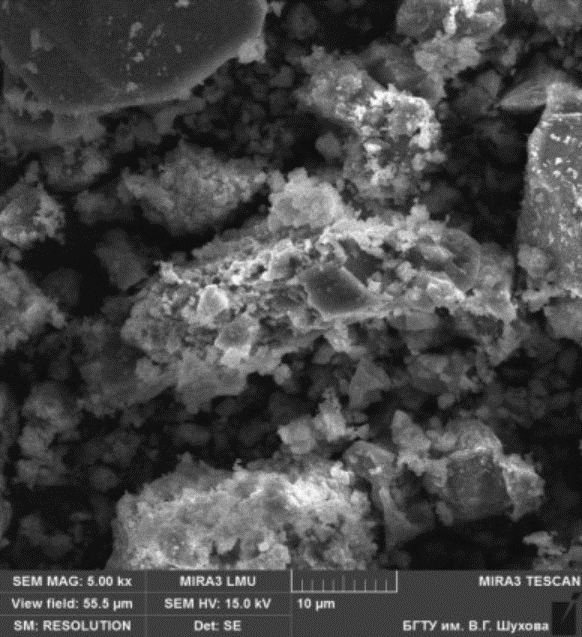 SEM MAG: 5.00 kx MIRA3 LMU MIRA3 TESCAN
View field: 55.5 µm SEM HV: 15.0 kV 10 µm
SM: RESOLUTION Det: SE БГТУ им. В.Г. Шухова